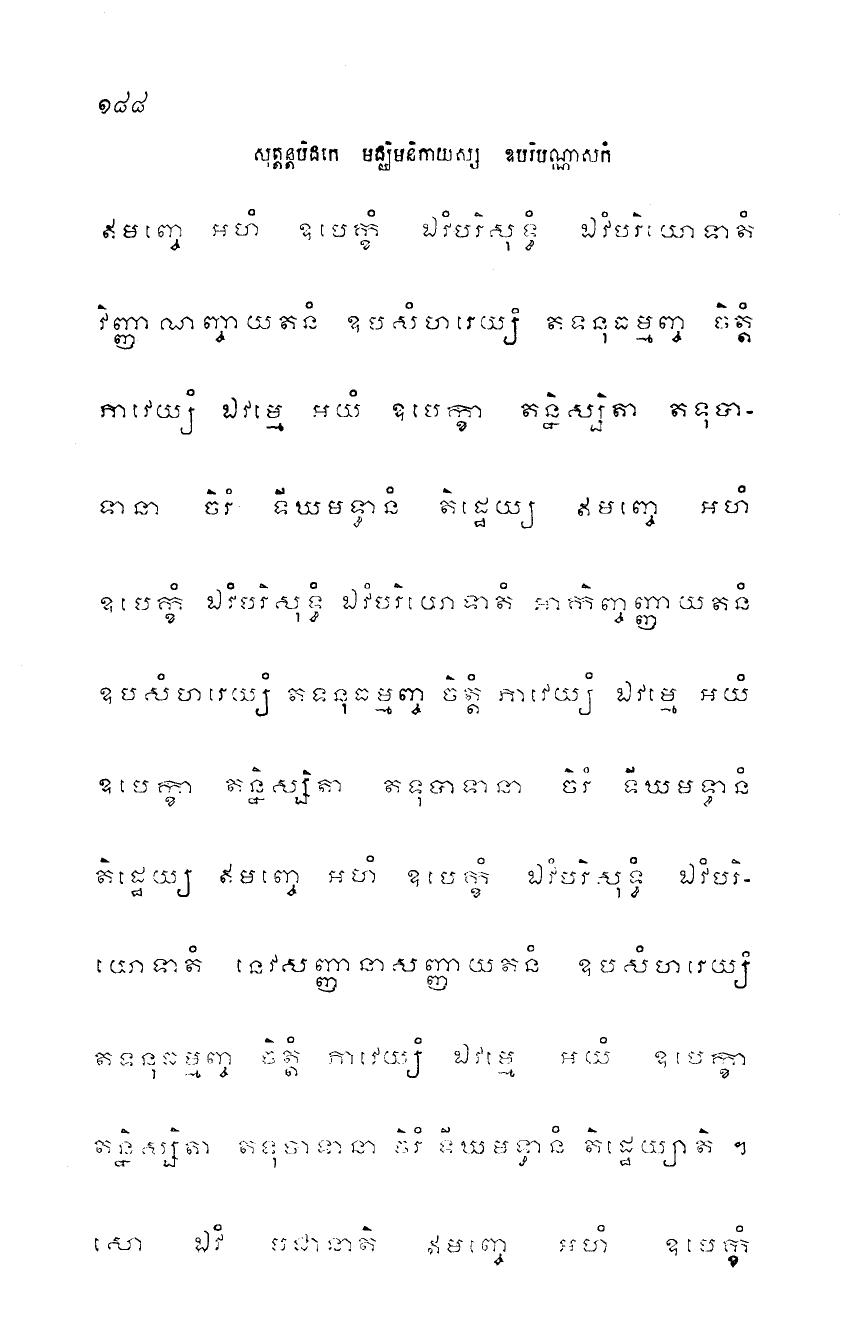 ១៨៨
សុត្តន្តបិដកេ មជ្ឈិមនិកាយស្ស ឧបរិបណ្ណាសកំ
ឥមញ្ចេ អហំ ឧបេក្ខំ ឯវំបរិសុទ្ធំ ឯវំបរិយោទាតំ
វិញ្ញាណញ្ចាយតនំ ឧបសំហរេយ្យំ តទនុធម្មញ្ច ចិត្តំ
ភាវេយ្យំ ឯវម្មេ អយំ ឧបេក្ខា តន្និស្សិតា តទុបា-
ទានា ចិរំ ទីឃមទ្ធានំ តិដ្ឋេយ្យ ឥមញ្ចេ អហំ
ឧបេក្ខំ ឯវំបរិសុទ្ធំ ឯវំបរិយោទាតំ អាកិញ្ចញ្ញាយតនំ
ឧបសំហរេយ្យំ តទនុធម្មញ្ច ចិត្តំ ភាវេយ្យំ ឯវម្មេ អយំ
ឧបេក្ខា តន្និស្សិតា តទុបាទានា ចិរំ ទីឃមទ្ធានំ
តិដ្ឋេយ្យ ឥមញ្ចេ អហំ ឧបេក្ខំ ឯវំបរិសុទ្ធំ ឯវំបរិ-
យោទាតំ នេវសញ្ញានាសញ្ញាយតនំ ឧបសំហរេយ្យំ
តទនុធម្មញ្ច ចិត្តំ ភាវេយ្យំ ឯវម្មេ អយំ ឧបេក្ខា
តន្និស្សិតា តទុបាទានា ចិរំ ទីឃមទ្ធានំ តិដ្ឋេយ្យាតិ ។
សោ ឯវំ បជានាតិ ឥមញ្ចេ អហំ ឧបេក្ខំ